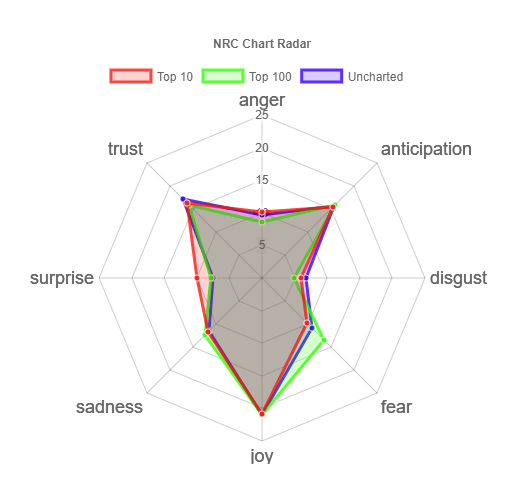 NRC Chart Radar
Top 10 Top 100 Uncharted
anger
25
trust anticipation
20
15
10
surprise disgust
5
sadness fear
joy